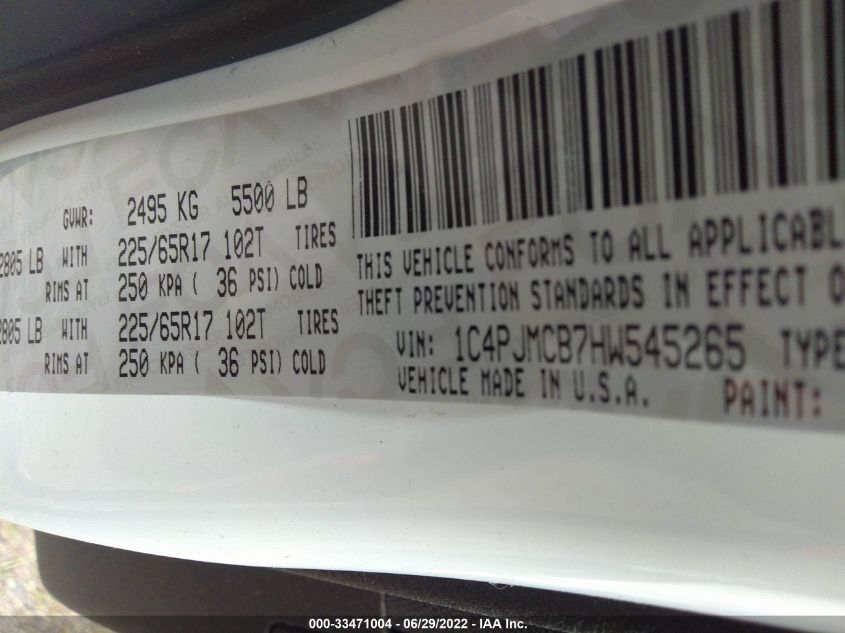 GVWR: 2495 KG 5500 LB
2805 LB WITH 225/65R17 102T TIRES
RIMS AT 250 KPA ( 36 PSI) COLD
2805 LB WITH 225/65R17 102T TIRES
RIMS AT 250 KPA ( 36 PSI) COLD
THIS VEHICLE CONFORMS TO ALL APPLICABL
THEFT PREVENTION STANDARDS IN EFFECT O
VIN: 1C4PJMCB7HW545265 TYPE
VEHICLE MADE IN U.S.A. PAINT:
000-33471004 - 06/29/2022 - IAA Inc.